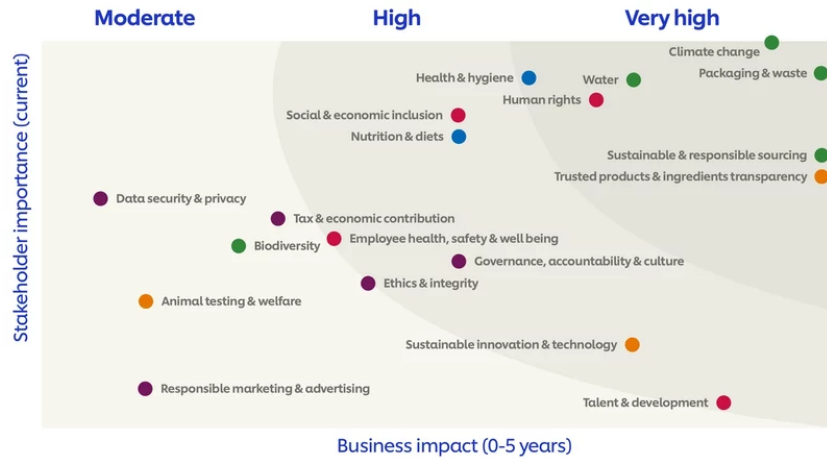 Moderate
High
Very high
Stakeholder importance (current)
Climate change
Health & hygiene
Water
Packaging & waste
Human rights
Social & economic inclusion
Nutrition & diets
Sustainable & responsible sourcing
Trusted products & ingredients transparency
Data security & privacy
Tax & economic contribution
Employee health, safety & well being
Biodiversity
Governance, accountability & culture
Ethics & integrity
Animal testing & welfare
Sustainable innovation & technology
Responsible marketing & advertising
Talent & development
Business impact (0-5 years)